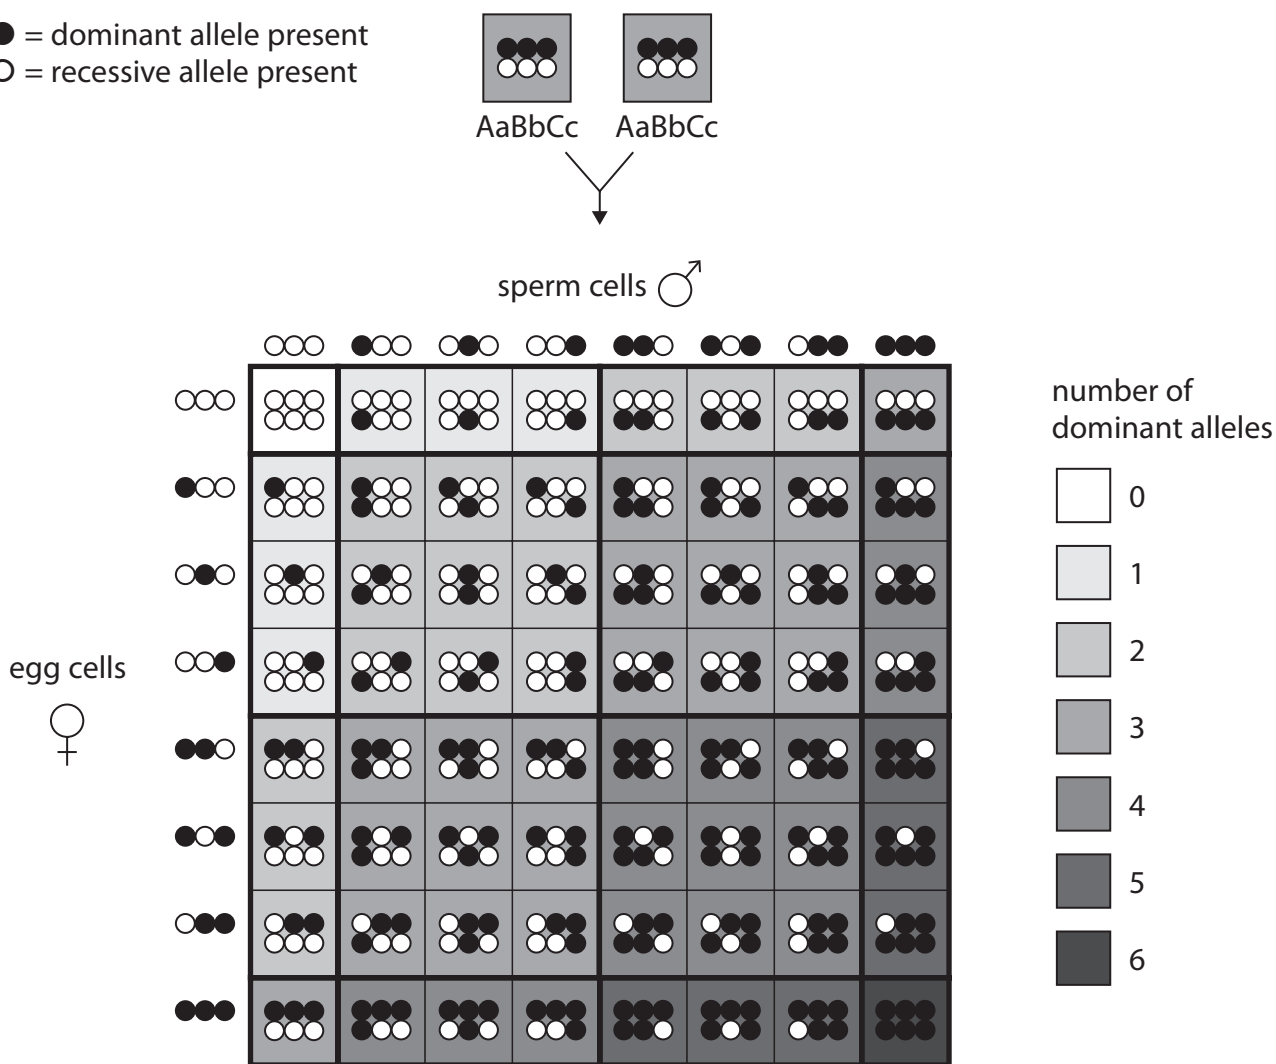 = dominant allele present
= recessive allele present
AaBbCc AaBbCc
sperm cells
number of
dominant alleles
0
1
2
egg cells
3
4
5
6